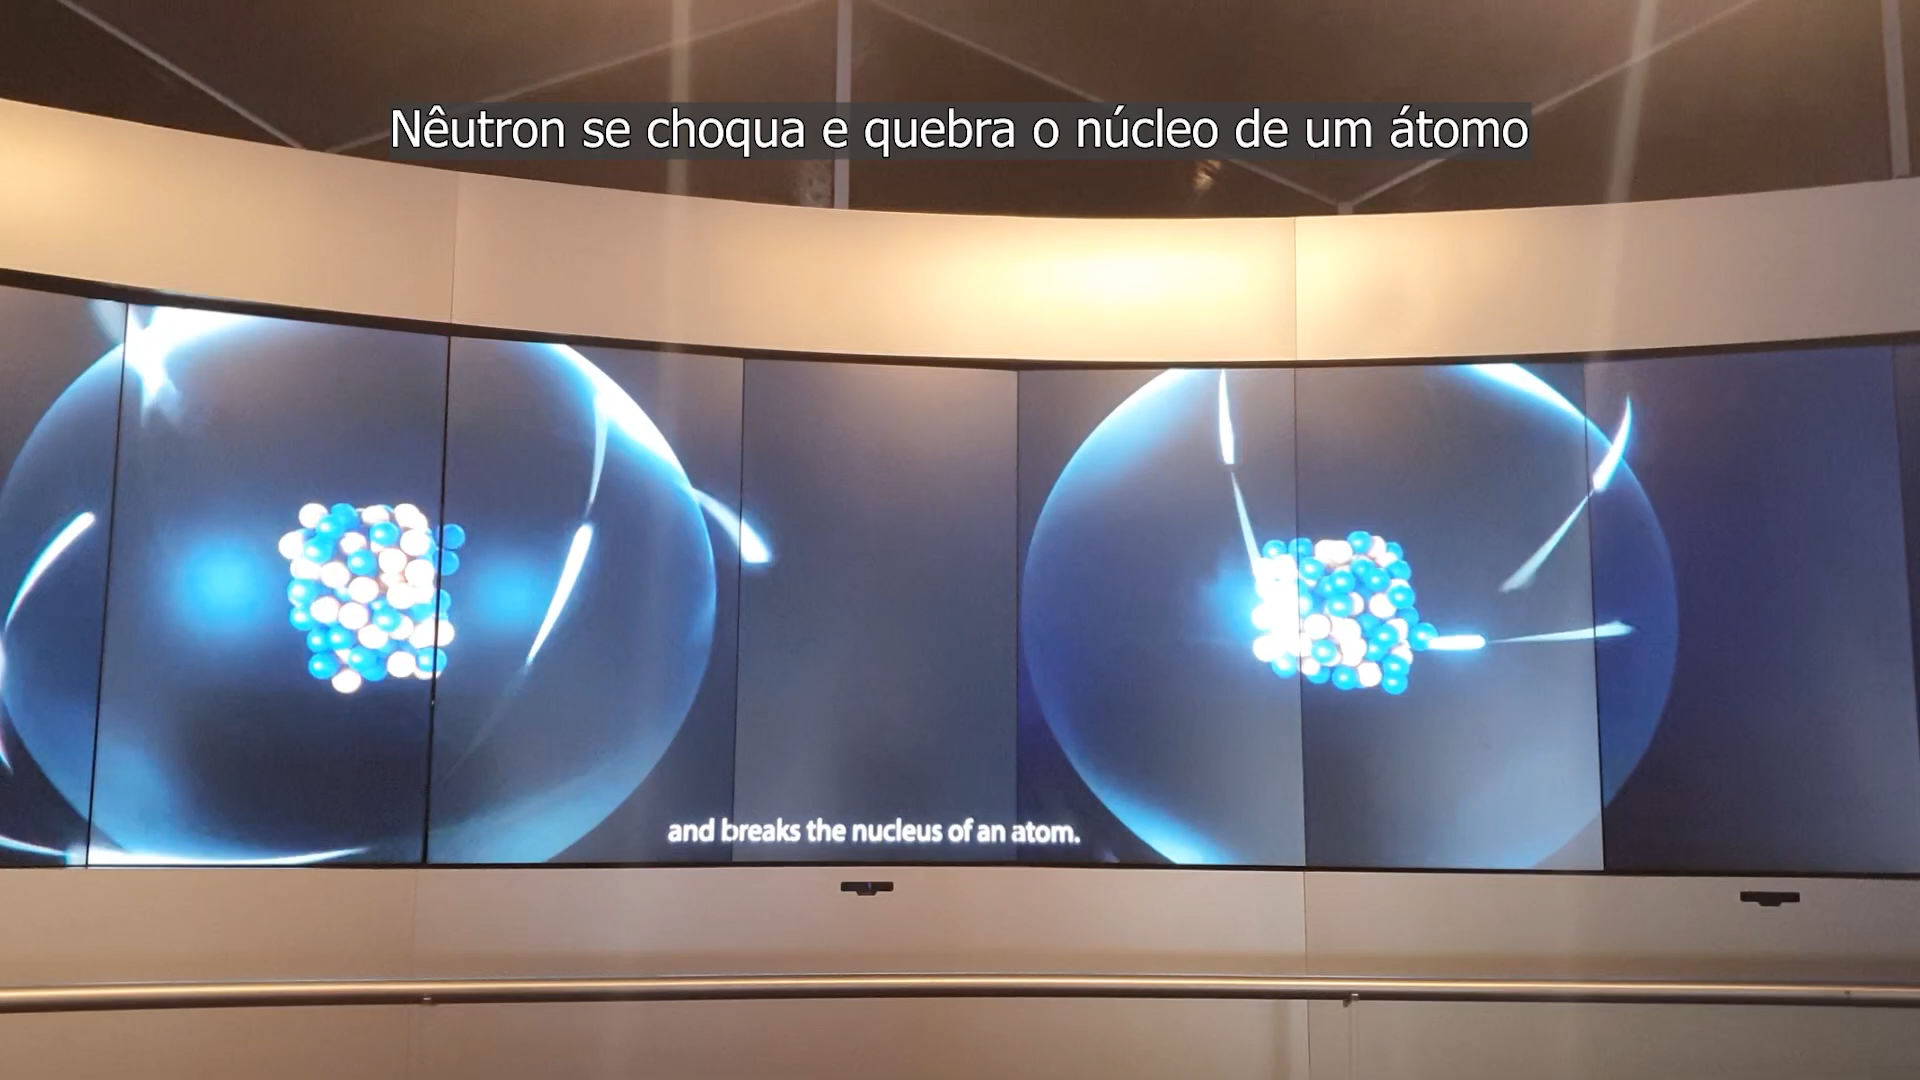 Nêutron se choqua e quebra o núcleo de um átomo
and breaks the nucleus of an atom.